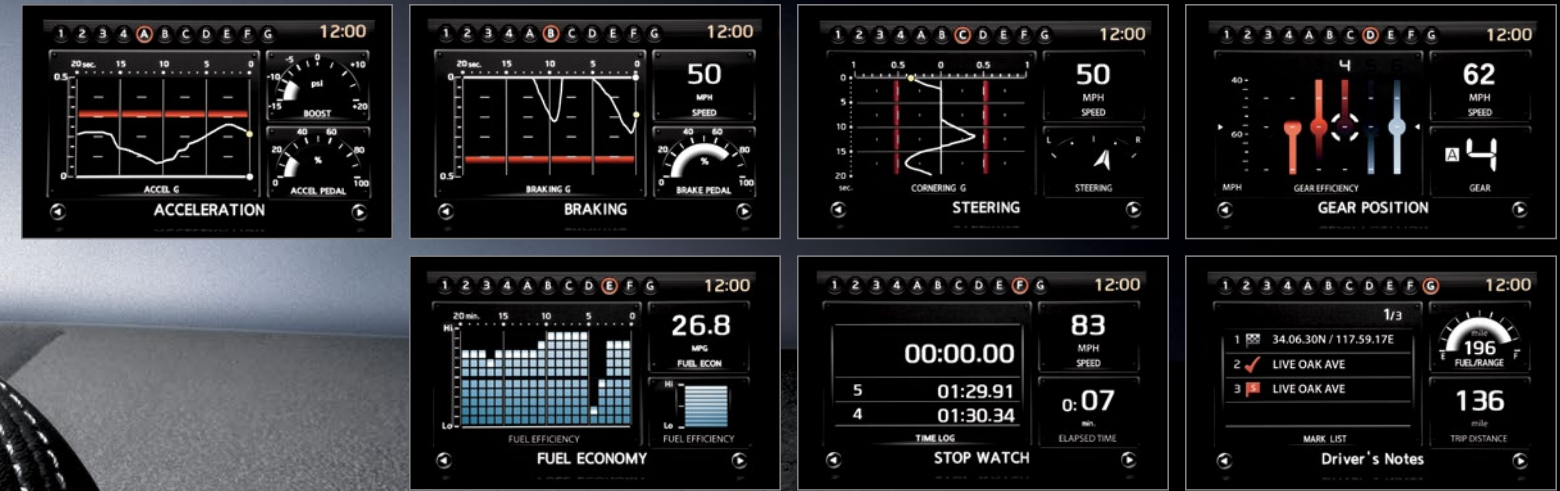 1 2 3 4 A B C D E F G 12:00
20 sec. 15 10 5 0
0.5
0
ACCEL G
-15 -5 0 +10 +20
psi
BOOST
0 20 40 60 80 100
%
ACCEL PEDAL
ACCELERATION
1 2 3 4 A B C D E F G 12:00
20 sec. 15 10 5 0
0
0.5
BRAKING G
50
MPH
SPEED
0 20 40 60 80 100
%
BRAKE PEDAL
BRAKING
1 2 3 4 A B C D E F G 12:00
1 0.5 0 0.5 1
0
5
10
15
20
sec.
CORNERING G
50
MPH
SPEED
L R
STEERING
STEERING
1 2 3 4 A B C D E F G 12:00
4
40
60
MPH
GEAR EFFICIENCY
62
MPH
SPEED
A 4
GEAR
GEAR POSITION
1 2 3 4 A B C D E F G 12:00
20 min. 15 10 5 0
Hi
Lo
FUEL EFFICIENCY
26.8
MPG
FUEL ECON
Hi
Lo
FUEL EFFICIENCY
FUEL ECONOMY
1 2 3 4 A B C D E F G 12:00
00:00.00
5 01:29.91
4 01:30.34
TIME LOG
83
MPH
SPEED
0:07
min.
ELAPSED TIME
STOP WATCH
1 2 3 4 A B C D E F G 12:00
1/3
1 34.06.30N / 117.59.17E
2 LIVE OAK AVE
3 S LIVE OAK AVE
MARK LIST
mile
196
E F
FUEL/RANGE
136
mile
TRIP DISTANCE
Driver's Notes